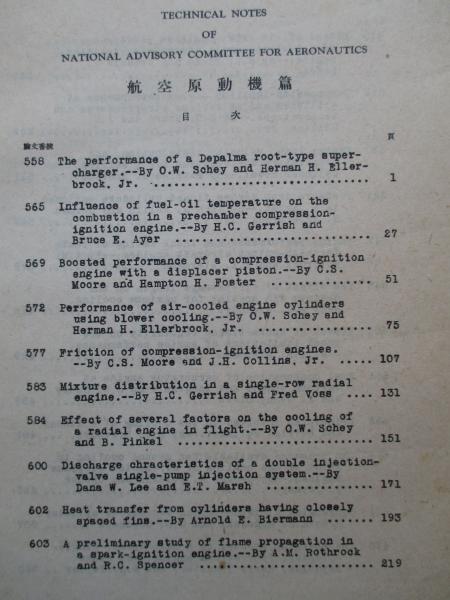 TECHNICAL NOTES
OF
NATIONAL ADVISORY COMMITTEE FOR AERONAUTICS
航空原動機篇
目 次
論文番號 頁
558 The performance of a Depalma root-type super-
charger.--By O.W. Schey and Herman H. Eller-
brock, Jr. ................................ 1
565 Influence of fuel-oil temperature on the
combustion in a prechamber compression-
ignition engine.--By H.C. Gerrish and
Bruce E. Ayer ............................. 27
569 Boosted performance of a compression-ignition
engine with a displacer piston.--By C.S.
Moore and Hampton H. Foster ............... 51
572 Performance of air-cooled engine cylinders
using blower cooling.--By O.W. Schey and
Herman H. Ellerbrock, Jr. ................. 75
577 Friction of compression-ignition engines.
--By C.S. Moore and J.H. Collins, Jr. ..... 107
583 Mixture distribution in a single-row radial
engine.--By H.C. Gerrish and Fred Voss .... 131
584 Effect of several factors on the cooling of
a radial engine in flight.--By O.W. Schey
and B. Pinkel ............................. 151
600 Discharge chracteristics of a double injection-
valve single-pump injection system.--By
Dana W. Lee and E.T. Marsh ................ 171
602 Heat transfer from cylinders having closely
spaced fins.--By Arnold E. Biermann ....... 193
603 A preliminary study of flame propagation in
a spark-ignition engine.--By A.M. Rothrock
and R.C. Spencer .......................... 219